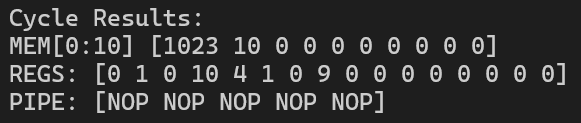 Cycle Results:
MEM[0:10] [1023 10 0 0 0 0 0 0 0 0]
REGS: [0 1 0 10 4 1 0 9 0 0 0 0 0 0 0 0]
PIPE: [NOP NOP NOP NOP NOP]